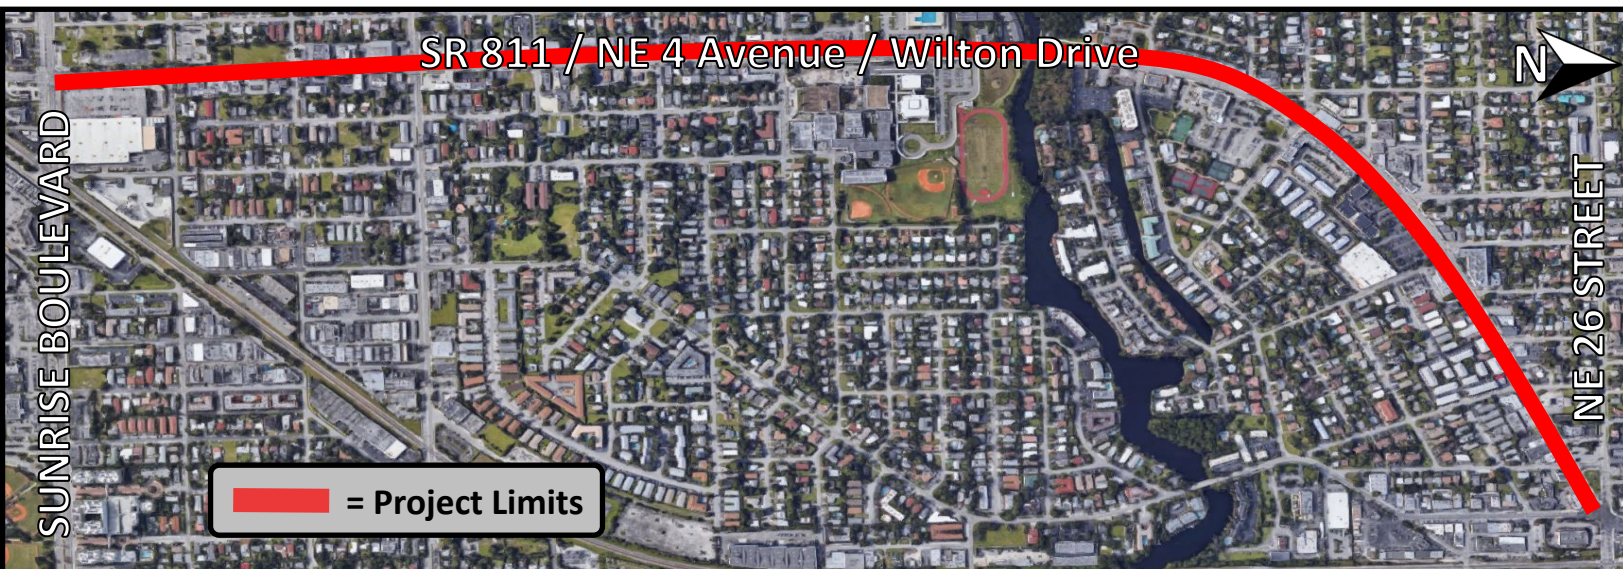 SR 811 / NE 4 Avenue / Wilton Drive
N
SUNRISE BOULEVARD
NE 26 STREET
= Project Limits